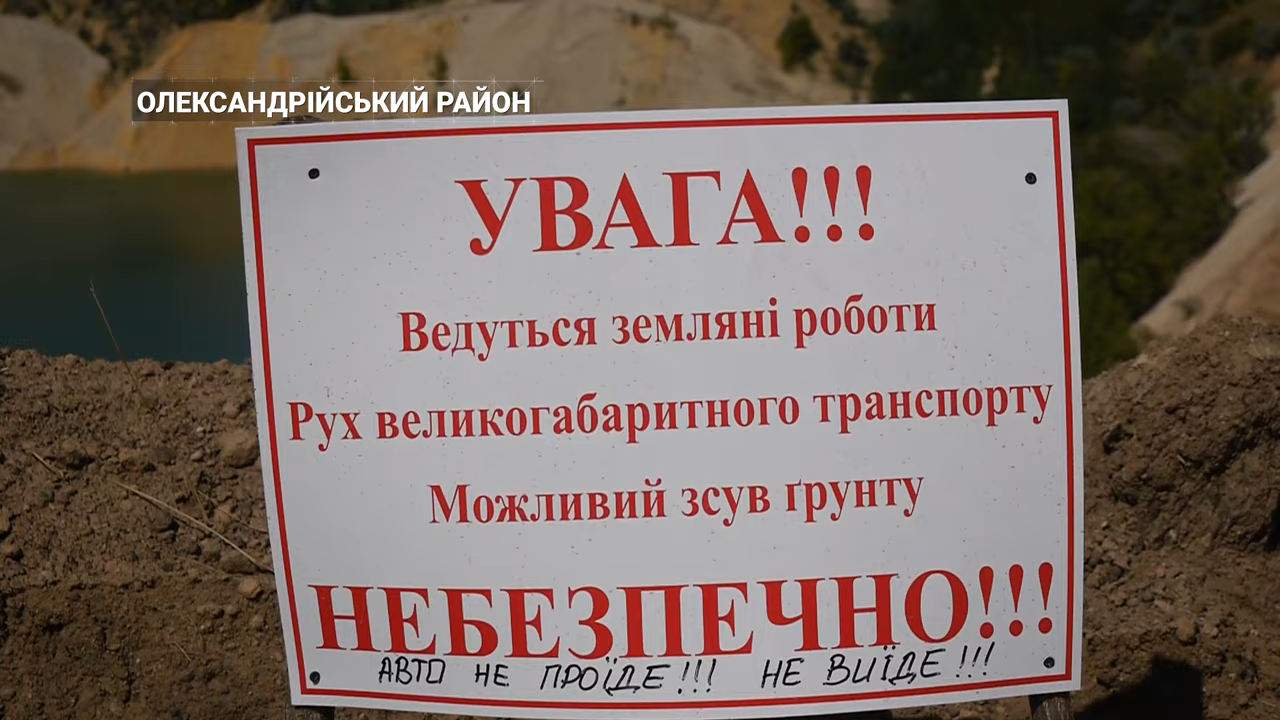 ОЛЕКСАНДРІЙСЬКИЙ РАЙОН
УВАГА!!!
Ведуться земляні роботи
Рух великогабаритного транспорту
Можливий зсув ґрунту
НЕБЕЗПЕЧНО!!!
АВТО НЕ ПРОЇДЕ!!! НЕ ВИЇДЕ!!!